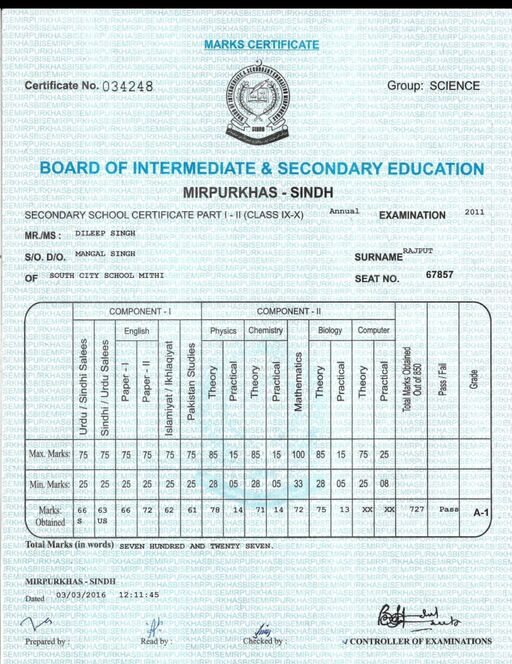 MARKS CERTIFICATE
Certificate No. 034248
Group: SCIENCE
BOARD OF INTERMEDIATE & SECONDARY EDUCATION
MIRPURKHAS - SINDH
SECONDARY SCHOOL CERTIFICATE PART I - II (CLASS IX-X) Annual EXAMINATION 2011
MR./MS : DILEEP SINGH
S/O. D/O. MANGAL SINGH SURNAME RAJPUT
OF SOUTH CITY SCHOOL MITHI SEAT NO. 67857
COMPONENT - I COMPONENT - II
English Physics Chemistry Biology Computer
Urdu / Sindhi Salees Sindhi / Urdu Salees Paper - I Paper - II Islamiyat / Ikhlaqiyat Pakistan Studies Theory Practical Theory Practical Mathematics Theory Practical Theory Practical Total Marks Obtained Out of 850 Pass / Fail Grade
Max. Marks: 75 75 75 75 75 75 85 15 85 15 100 85 15 75 25
Min. Marks: 25 25 25 25 25 25 28 05 28 05 33 28 05 25 08
Marks Obtained 66 S 63 US 66 72 62 61 78 14 71 14 72 75 13 XX XX 727 Pass A-1
Total Marks (in words) SEVEN HUNDRED AND TWENTY SEVEN.
MIRPURKHAS - SINDH
Dated 03/03/2016 12:11:45
Prepared by : Read by : Checked by : CONTROLLER OF EXAMINATIONS